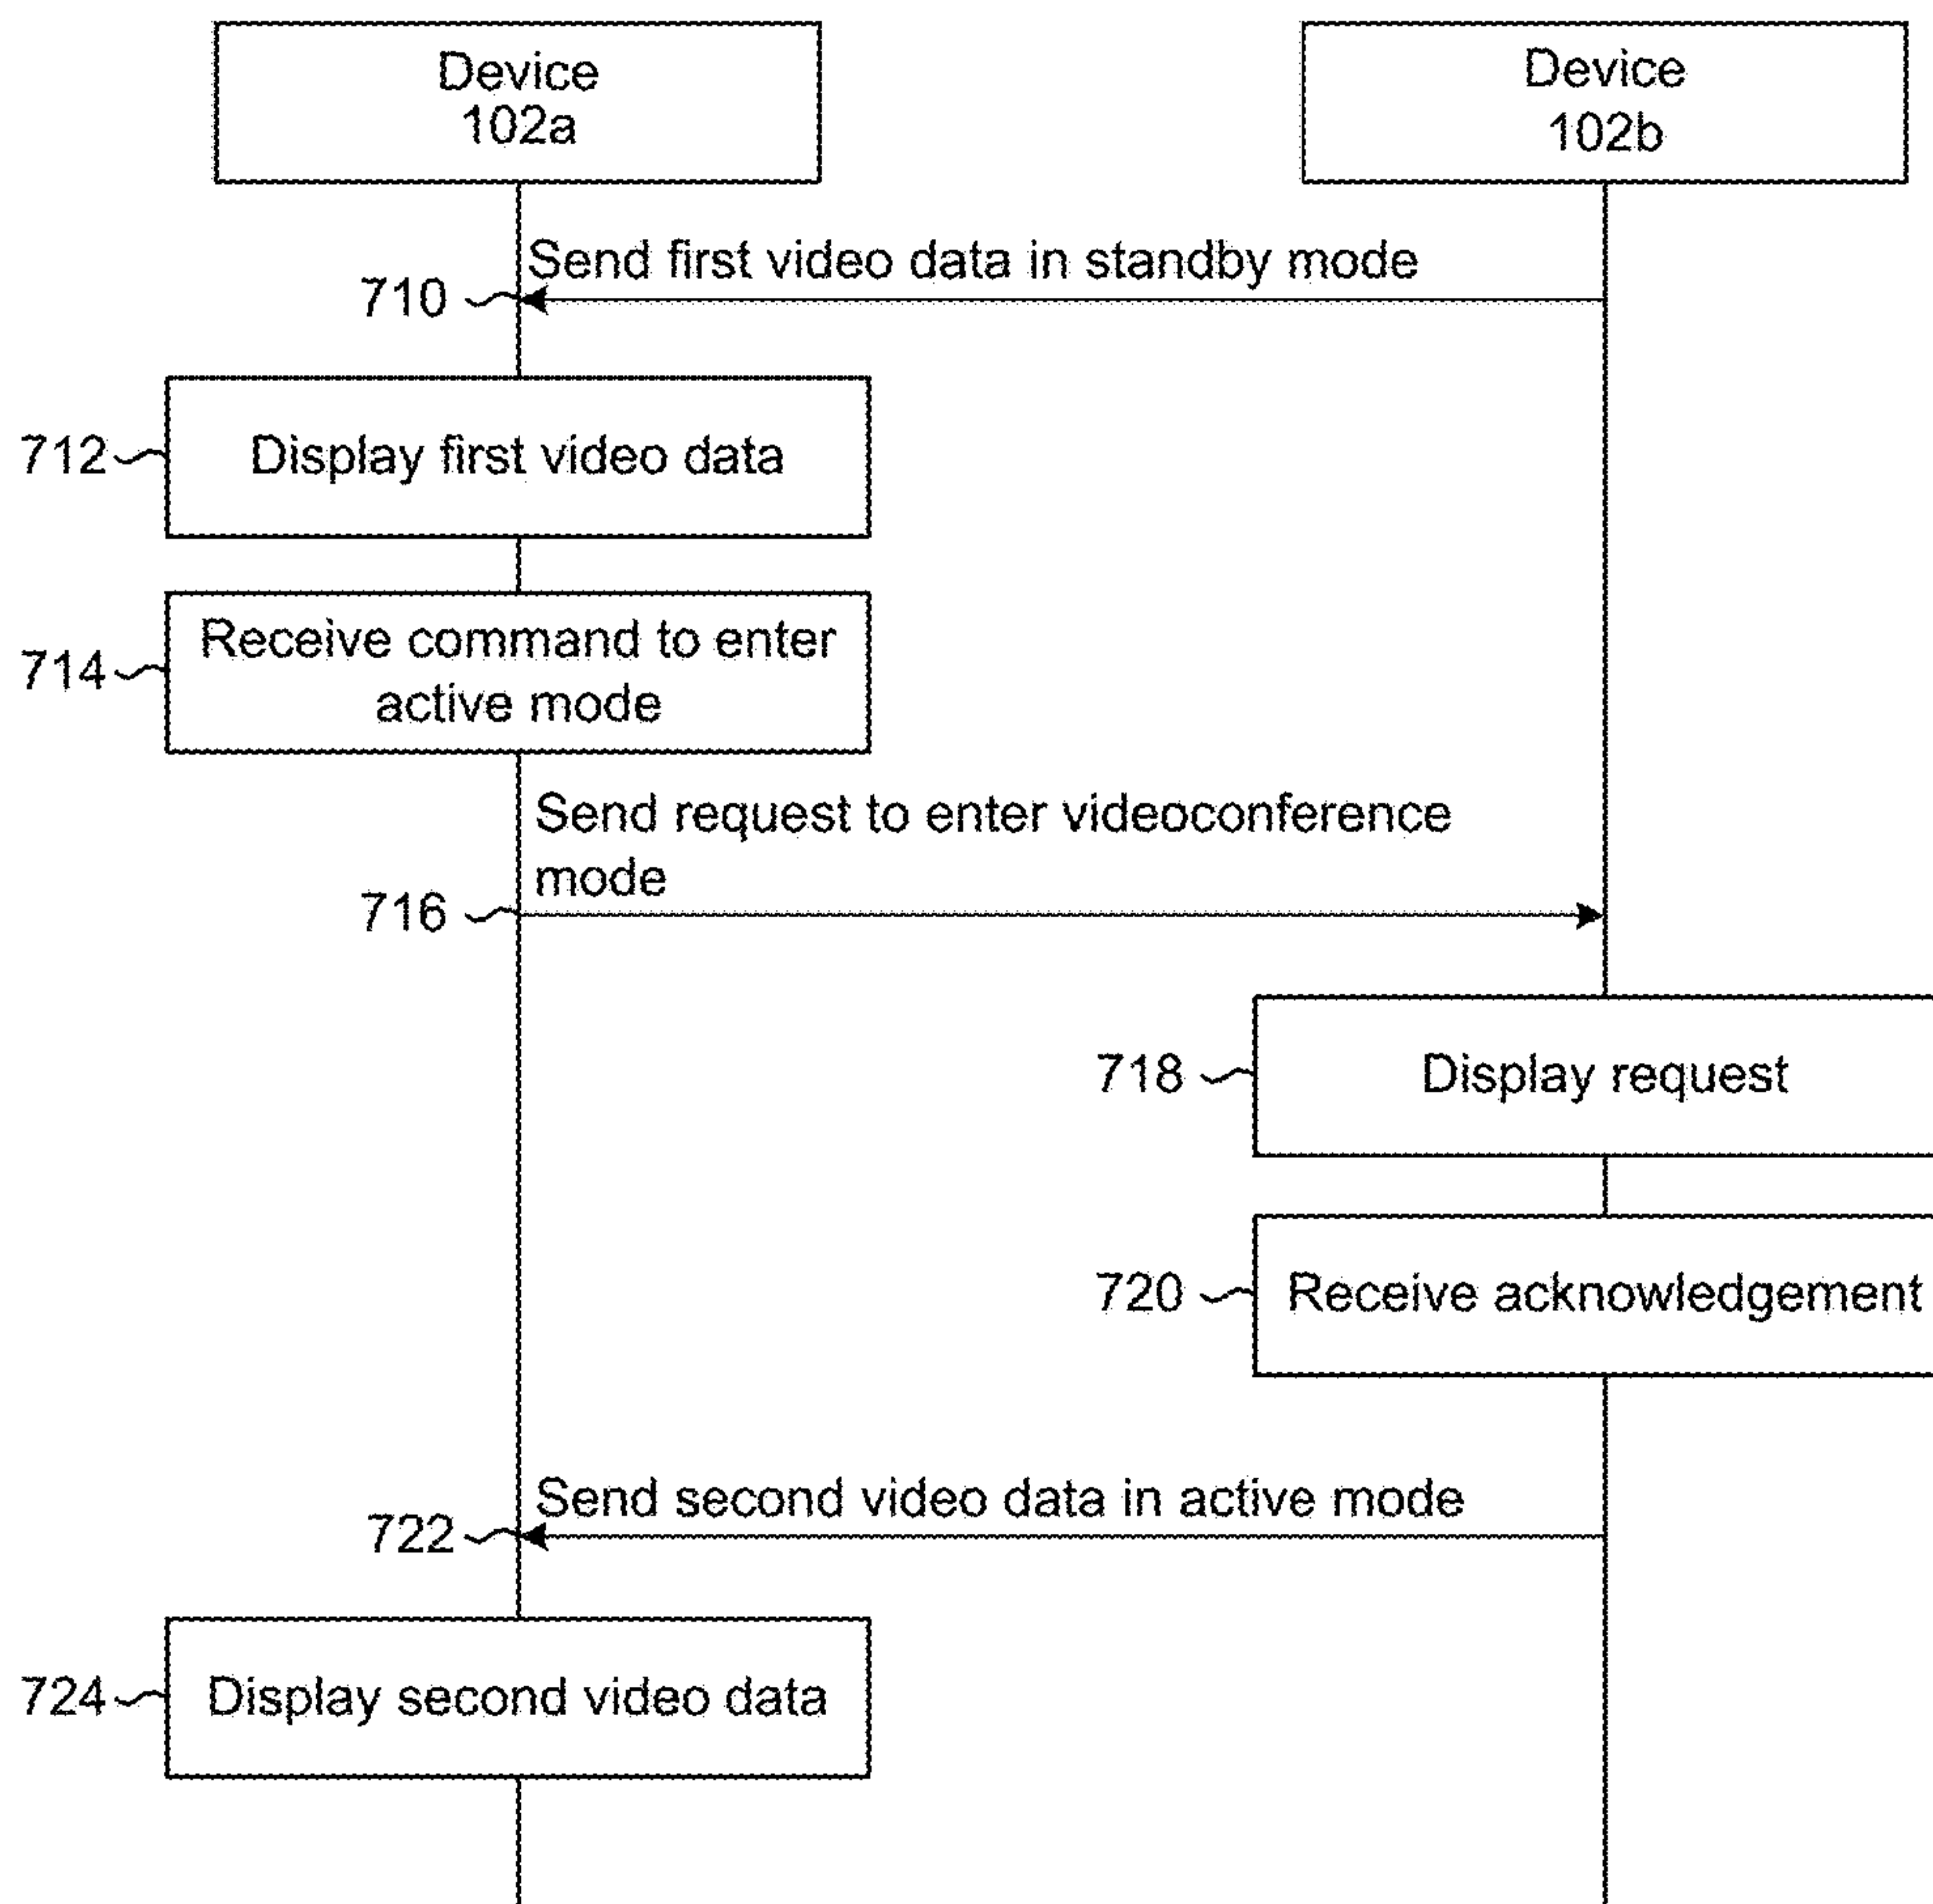 Device
102a
Device
102b
Send first video data in standby mode
710
712
Display first video data
714
Receive command to enter
active mode
Send request to enter videoconference
mode
716
718
Display request
720
Receive acknowledgement
Send second video data in active mode
722
724
Display second video data